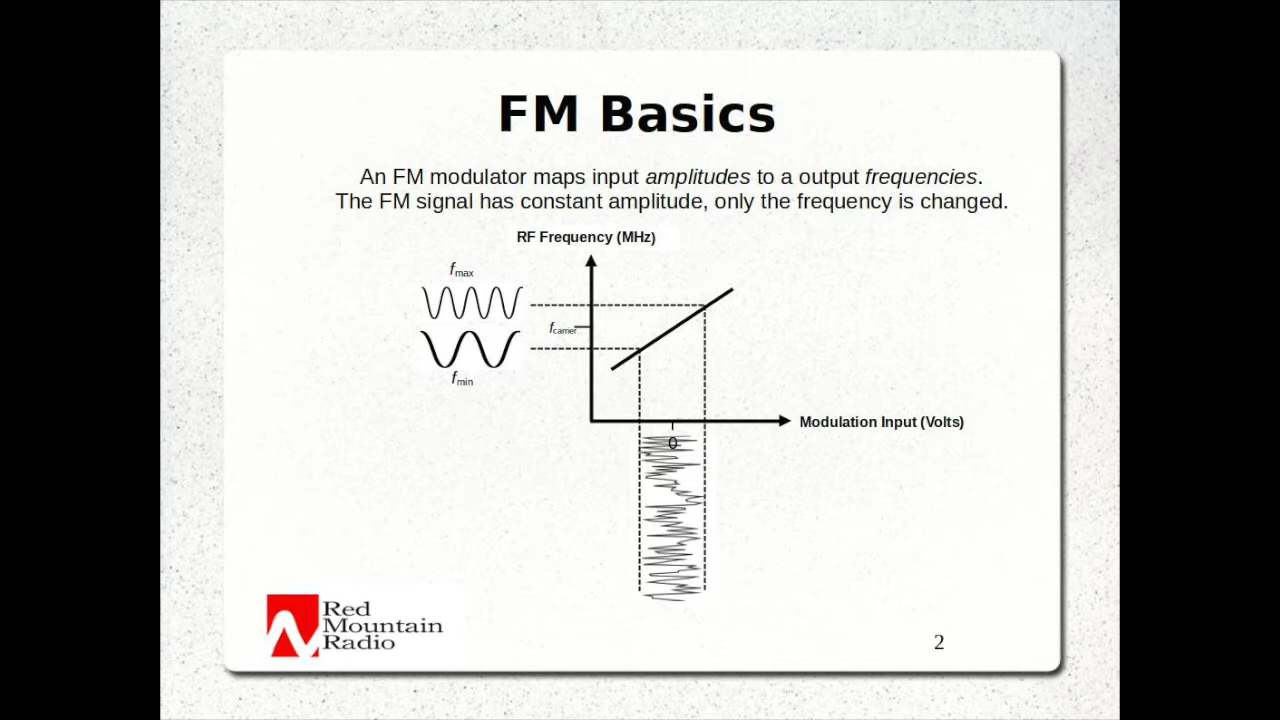 FM Basics
An FM modulator maps input amplitudes to a output frequencies.
The FM signal has constant amplitude, only the frequency is changed.
RF Frequency (MHz)
fmax
fcarrier
fmin
Modulation Input (Volts)
0
Red
Mountain
Radio
2